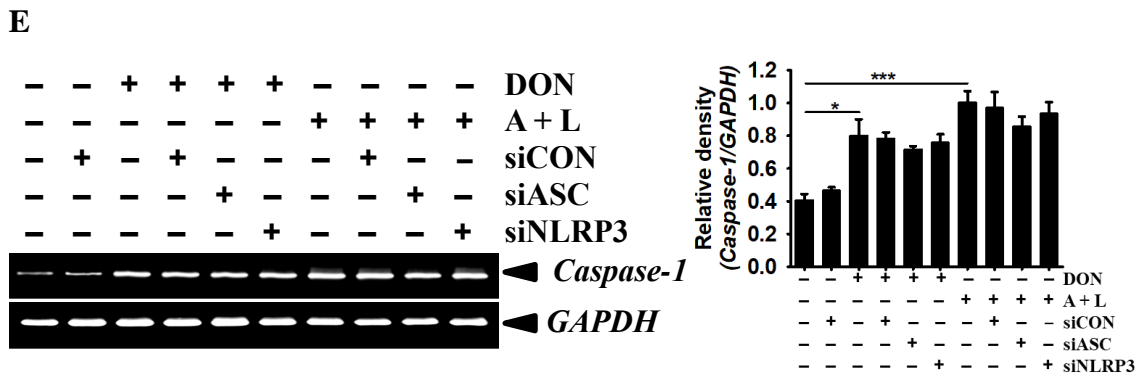 E
– – + + + + – – – – DON
– – – – – – + + + + A + L
– + – + – – – + – – siCON
– – – – + – – – + – siASC
– – – – – + – – – + siNLRP3
Caspase-1
GAPDH
Relative density
(Caspase-1/GAPDH)
1.2
1.0
0.8
0.6
0.4
0.2
0.0
*
***
– – + + + + – – – – DON
– – – – – – + + + + A + L
– + – + – – – + – – siCON
– – – – + – – – + – siASC
– – – – – + – – – + siNLRP3